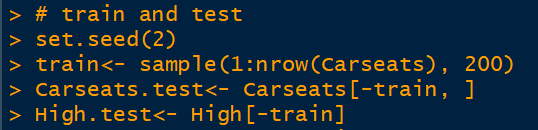 > # train and test
> set.seed(2)
> train<- sample(1:nrow(Carseats), 200)
> Carseats.test<- Carseats[-train, ]
> High.test<- High[-train]